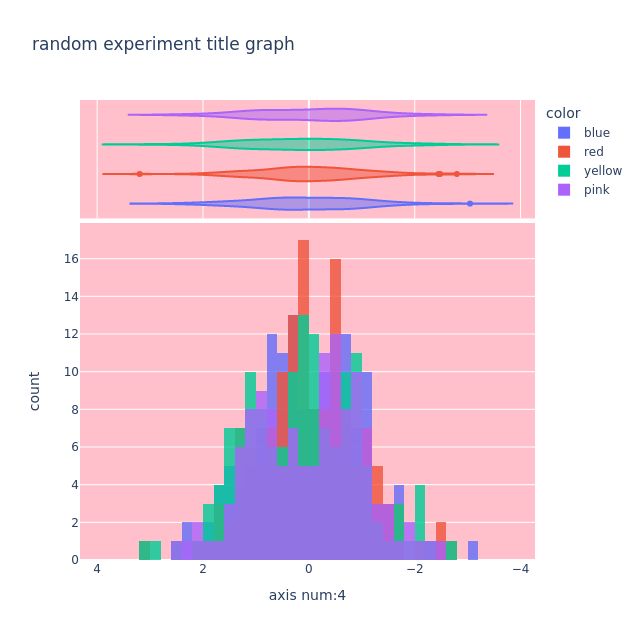 random experiment title graph
color
blue
red
yellow
pink
16
14
12
10
8
6
4
2
0
count
4 2 0 −2 −4
axis num:4